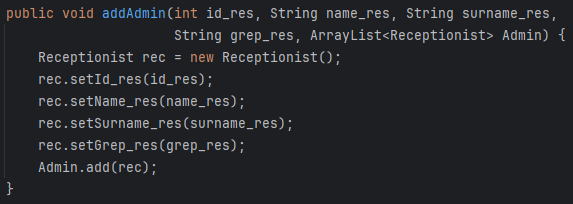 public void addAdmin(int id_res, String name_res, String surname_res,
String grep_res, ArrayList<Receptionist> Admin) {
Receptionist rec = new Receptionist();
rec.setId_res(id_res);
rec.setName_res(name_res);
rec.setSurname_res(surname_res);
rec.setGrep_res(grep_res);
Admin.add(rec);
}